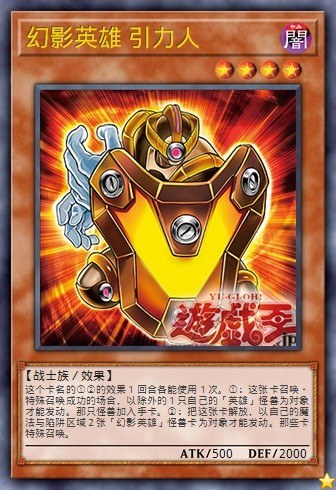 幻影英雄 引力人
闇
YU-GI-OH!
遊戯王
【战士族／效果】
这个卡名的①②的效果1回合各能使用1次。①：这张卡召唤·
特殊召唤成功的场合，以除外的1只自己的「英雄」怪兽为对象
才能发动。那只怪兽加入手卡。②：把这张卡解放，以自己的魔
法与陷阱区域2张「幻影英雄」怪兽卡为对象才能发动。那些卡
特殊召唤。
ATK/500 DEF/2000